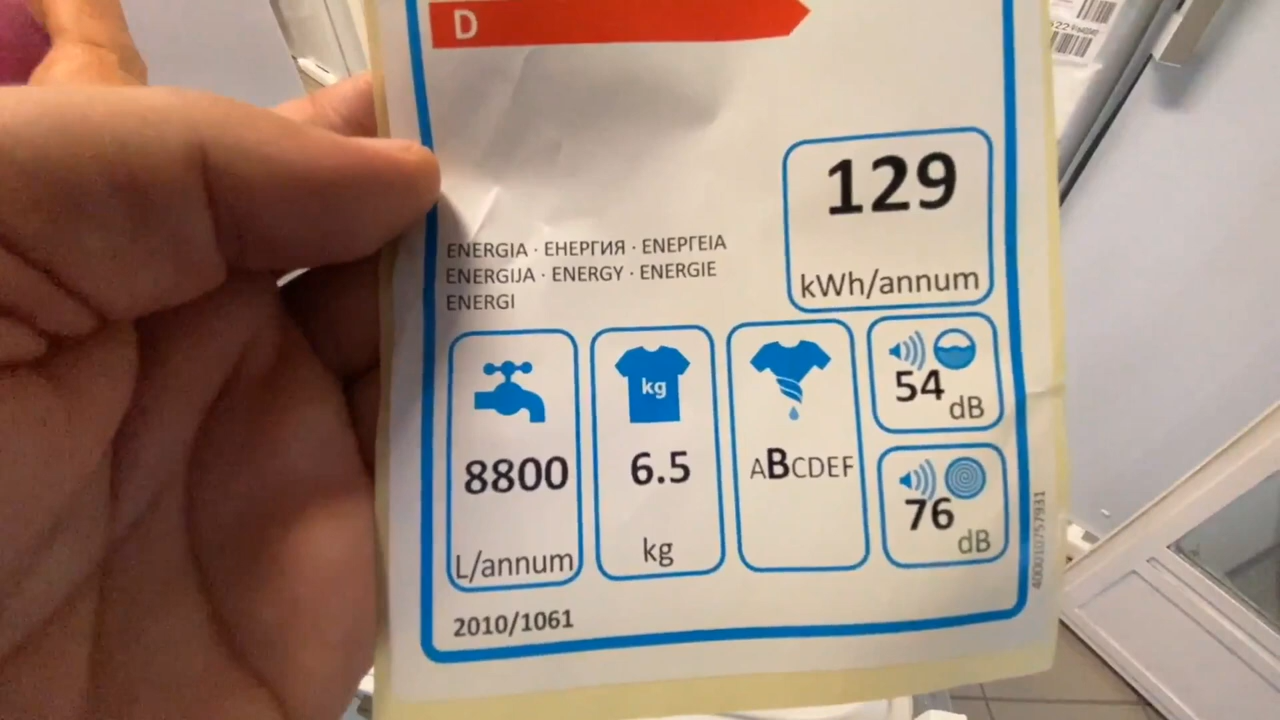 D
129
kWh/annum
ENERGIA · ЕНЕРГИЯ · ΕΝΕΡΓΕΙΑ
ENERGIJA · ENERGY · ENERGIE
ENERGI
kg
54
dB
8800
6.5
ABCDEF
76
dB
L/annum
kg
2010/1061
400010757931